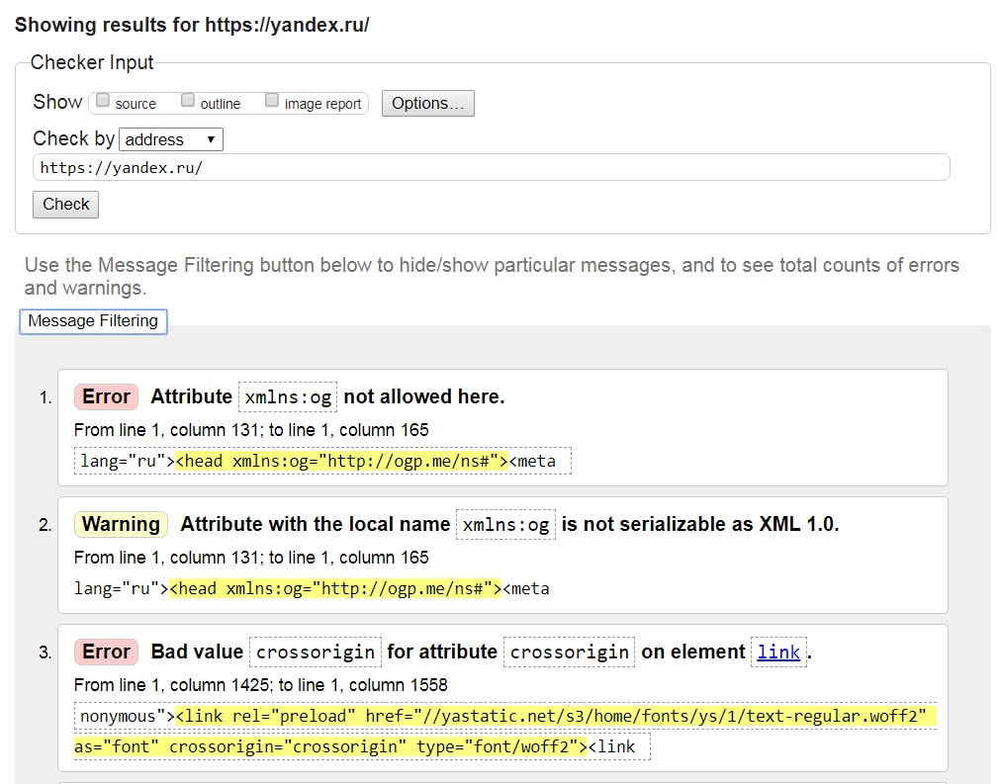 Showing results for https://yandex.ru/
Checker Input
Show source outline image report Options...
Check by address ▼
https://yandex.ru/
Check
Use the Message Filtering button below to hide/show particular messages, and to see total counts of errors
and warnings.
Message Filtering
1. Error Attribute xmlns:og not allowed here.
From line 1, column 131; to line 1, column 165
lang="ru"><head xmlns:og="http://ogp.me/ns#"><meta
2. Warning Attribute with the local name xmlns:og is not serializable as XML 1.0.
From line 1, column 131; to line 1, column 165
lang="ru"><head xmlns:og="http://ogp.me/ns#"><meta
3. Error Bad value crossorigin for attribute crossorigin on element link.
From line 1, column 1425; to line 1, column 1558
nonymous"><link rel="preload" href="//yastatic.net/s3/home/fonts/ys/1/text-regular.woff2"
as="font" crossorigin="crossorigin" type="font/woff2"><link